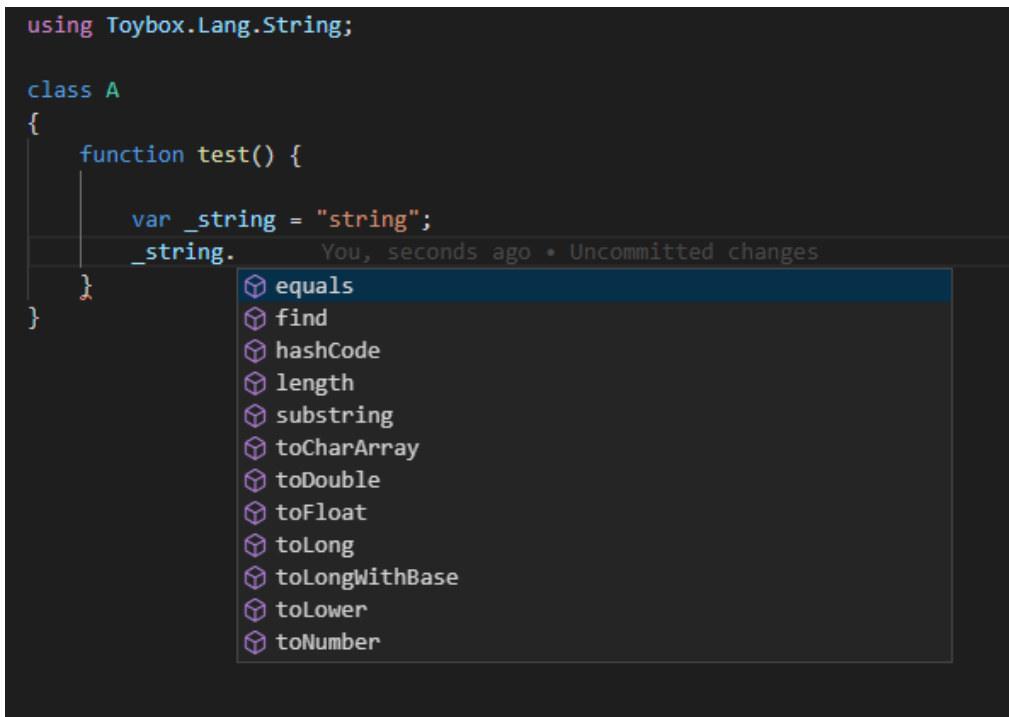 using Toybox.Lang.String;
class A
{
function test() {
var _string = "string";
_string. You, seconds ago • Uncommitted changes
}
equals
find
hashCode
}
length
substring
toCharArray
toDouble
toFloat
toLong
toLongWithBase
toLower
toNumber